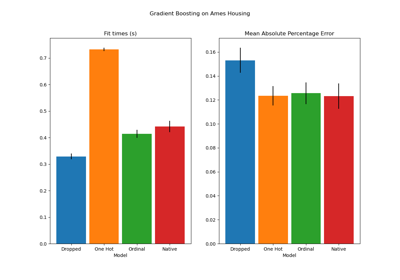 Gradient Boosting on Ames Housing
Fit times (s)
Mean Absolute Percentage Error
0.7
0.6
0.5
0.4
0.3
0.2
0.1
0.0
0.16
0.14
0.12
0.10
0.08
0.06
0.04
0.02
0.00
Dropped One Hot Ordinal Native
Model
Dropped One Hot Ordinal Native
Model